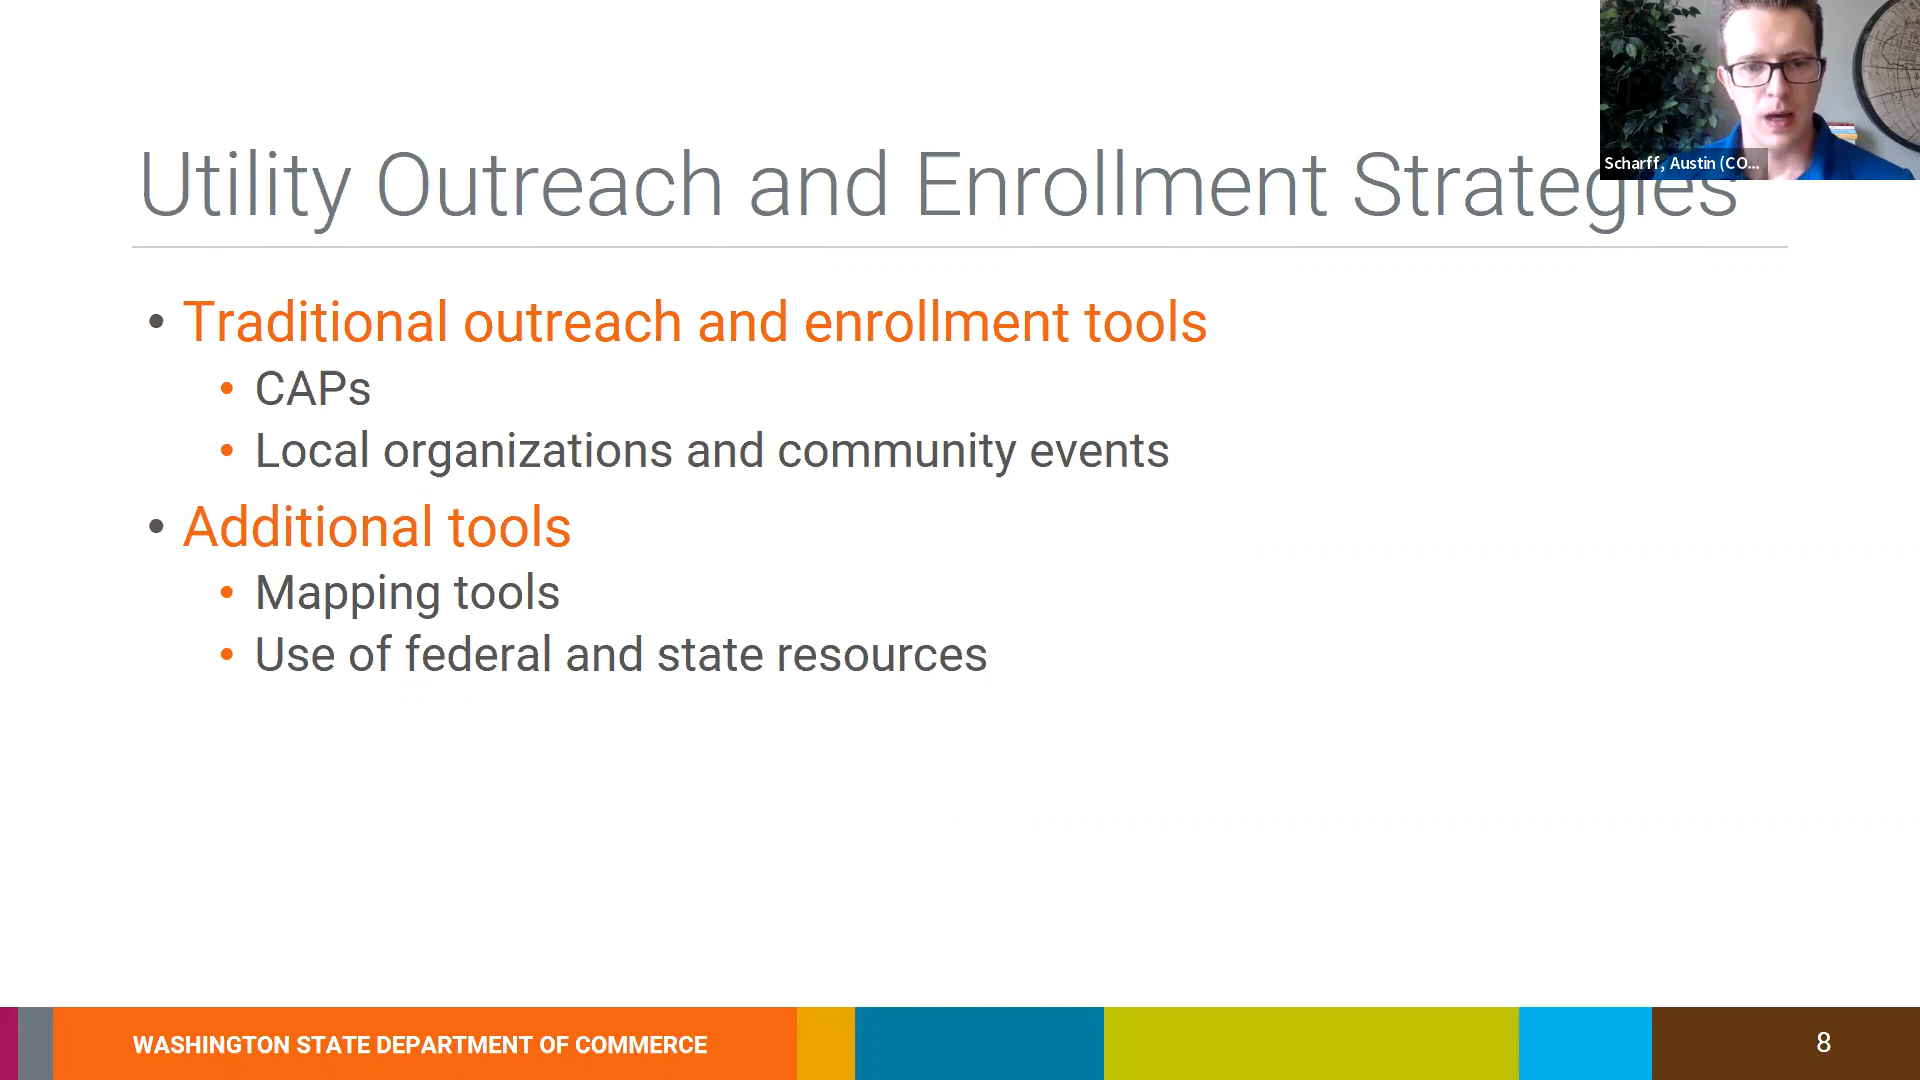 Scharff, Austin (CO...
Utility Outreach and Enrollment Strategies
• Traditional outreach and enrollment tools
• CAPs
• Local organizations and community events
• Additional tools
• Mapping tools
• Use of federal and state resources
WASHINGTON STATE DEPARTMENT OF COMMERCE
8